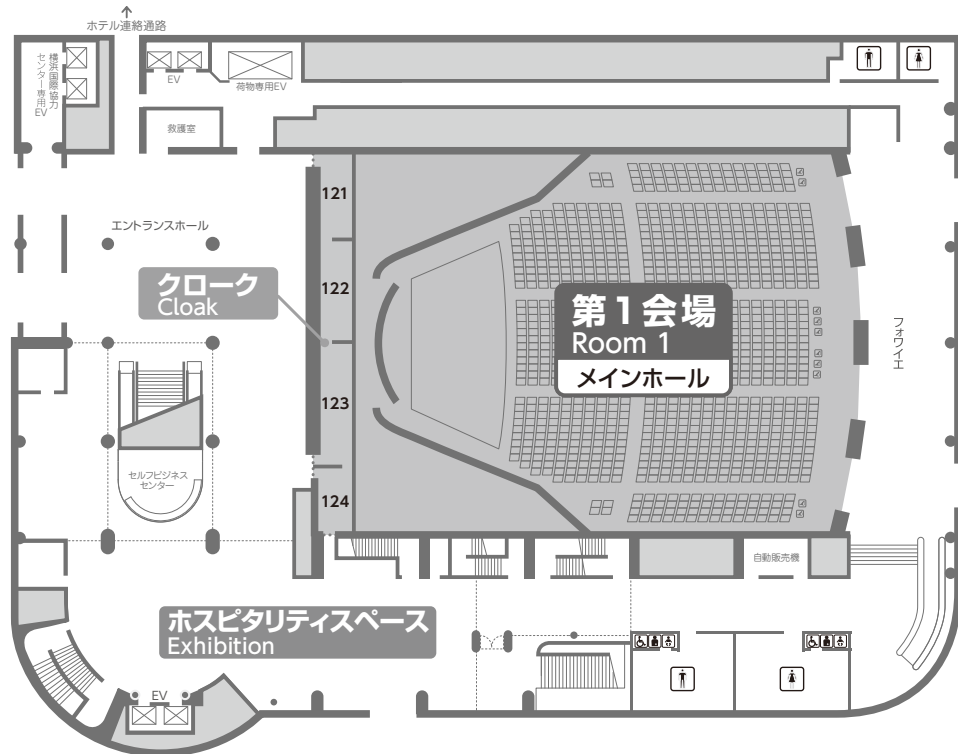 ホテル連絡通路
横浜国際協力
センター専用EV
EV
荷物専用EV
救護室
121
エントランスホール
122
クローク
Cloak
第1会場
Room 1
メインホール
フォワイエ
123
セルフビジネス
センター
124
自動販売機
ホスピタリティスペース
Exhibition
EV